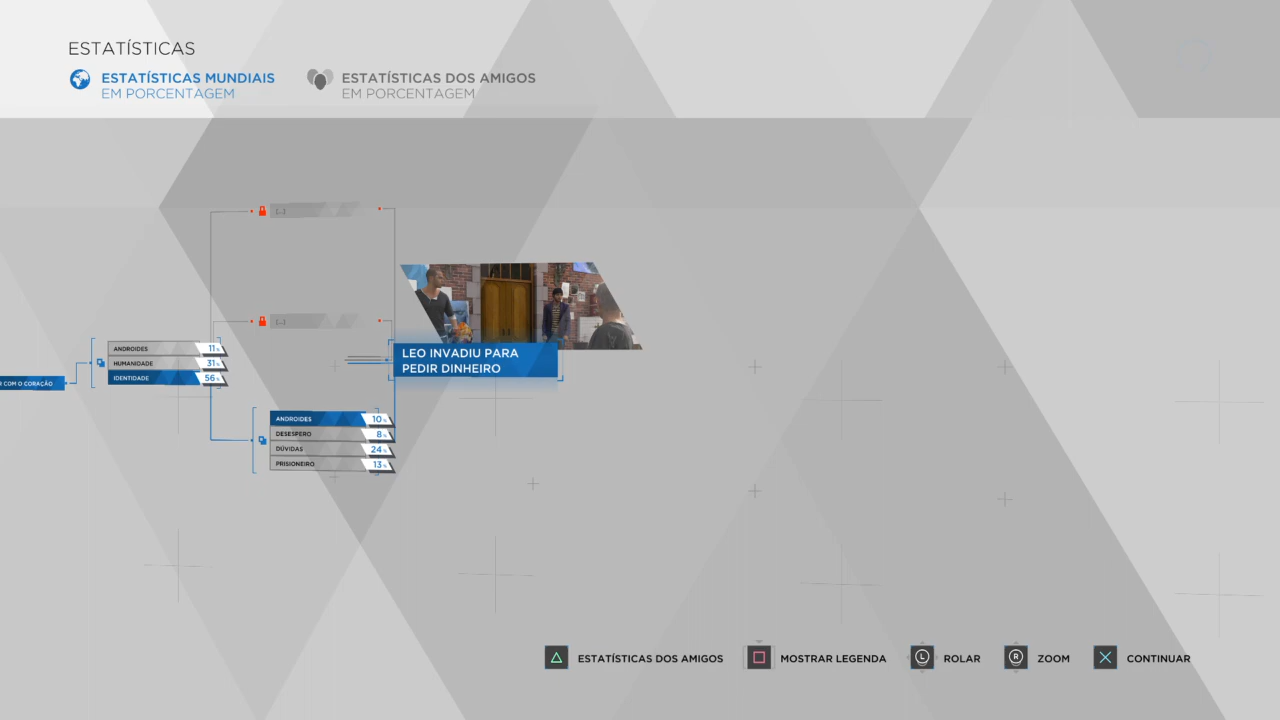 ESTATÍSTICAS
ESTATÍSTICAS MUNDIAIS
EM PORCENTAGEM
ESTATÍSTICAS DOS AMIGOS
EM PORCENTAGEM
[...]
[...]
COM O CORAÇÃO
ANDROIDES 11%
HUMANIDADE 31%
IDENTIDADE 56%
LEO INVADIU PARA
PEDIR DINHEIRO
ANDROIDES 10%
DESESPERO 8%
DÚVIDAS 24%
PRISIONEIRO 13%
ESTATÍSTICAS DOS AMIGOS
MOSTRAR LEGENDA
L ROLAR
R ZOOM
CONTINUAR